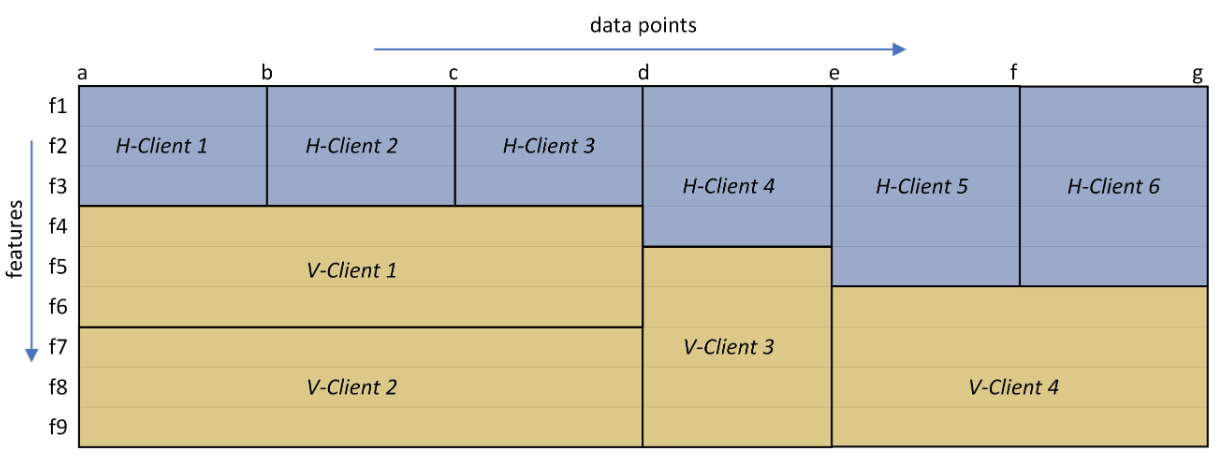 data points
a b c d e f g
f1
f2 H-Client 1 H-Client 2 H-Client 3
f3 H-Client 4 H-Client 5 H-Client 6
f4
features
f5 V-Client 1
f6
f7 V-Client 3
f8 V-Client 2 V-Client 4
f9